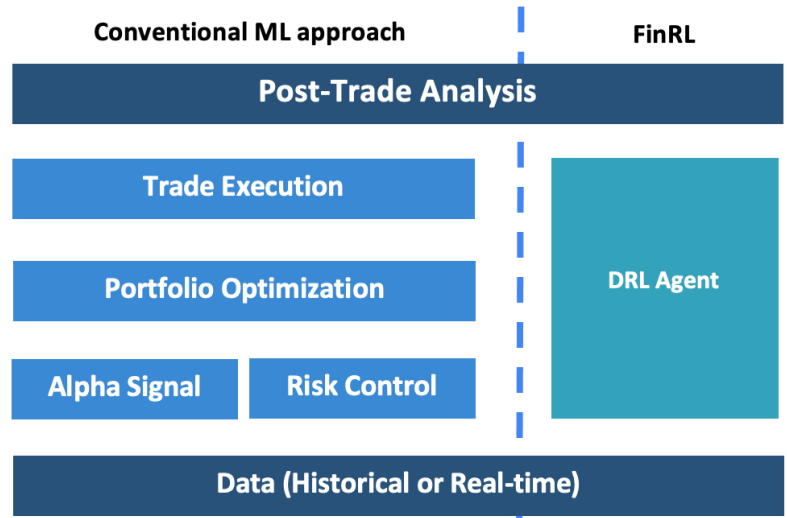 Conventional ML approach
FinRL
Post-Trade Analysis
Trade Execution
Portfolio Optimization
Alpha Signal
Risk Control
DRL Agent
Data (Historical or Real-time)